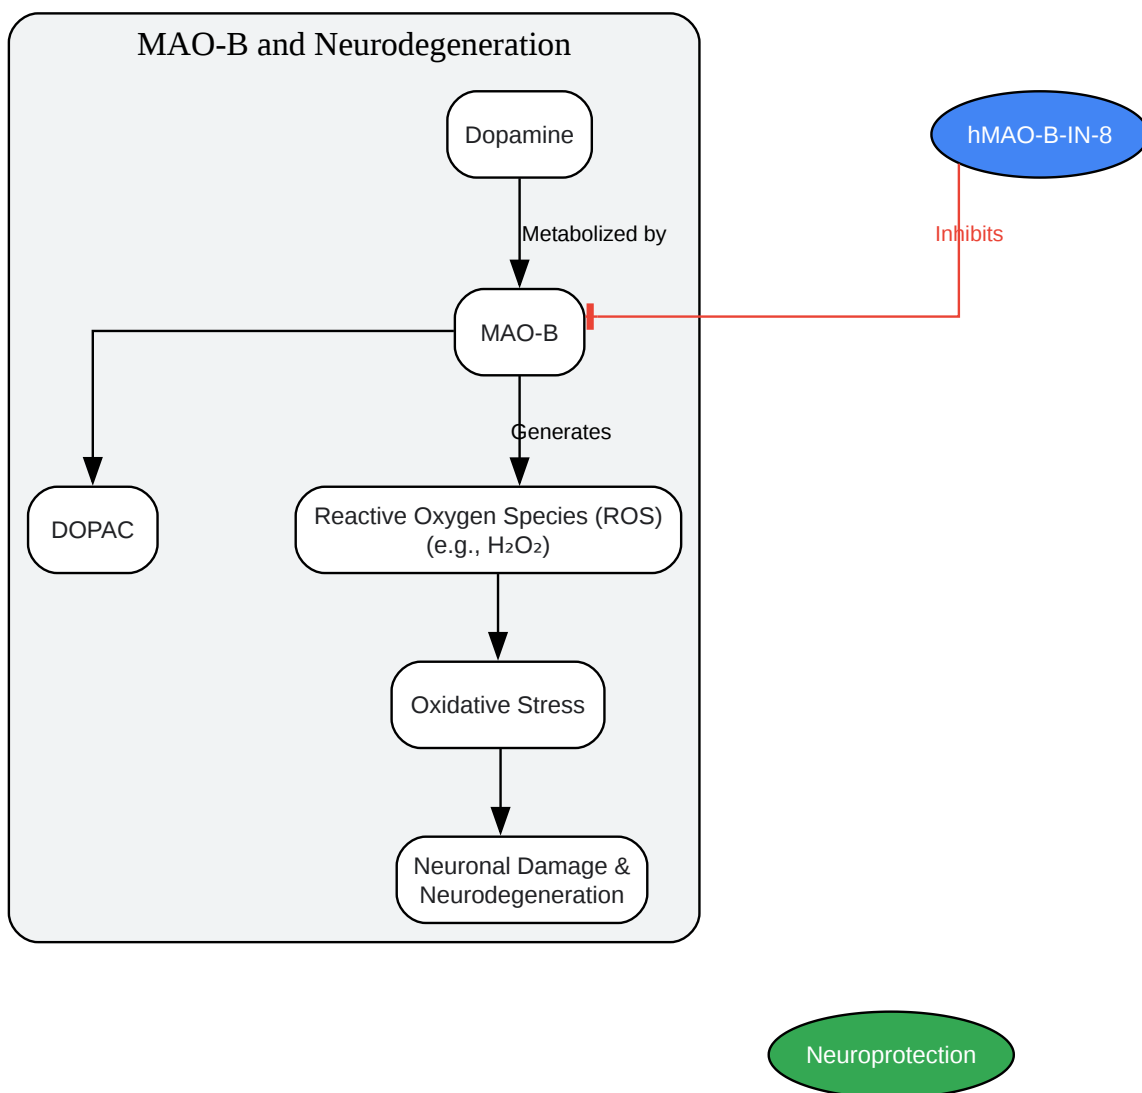 MAO-B and Neurodegeneration
Dopamine
hMAO-B-IN-8
Metabolized by
Inhibits
MAO-B
Generates
DOPAC
Reactive Oxygen Species (ROS)
(e.g., H₂O₂)
Oxidative Stress
Neuronal Damage &
Neurodegeneration
Neuroprotection